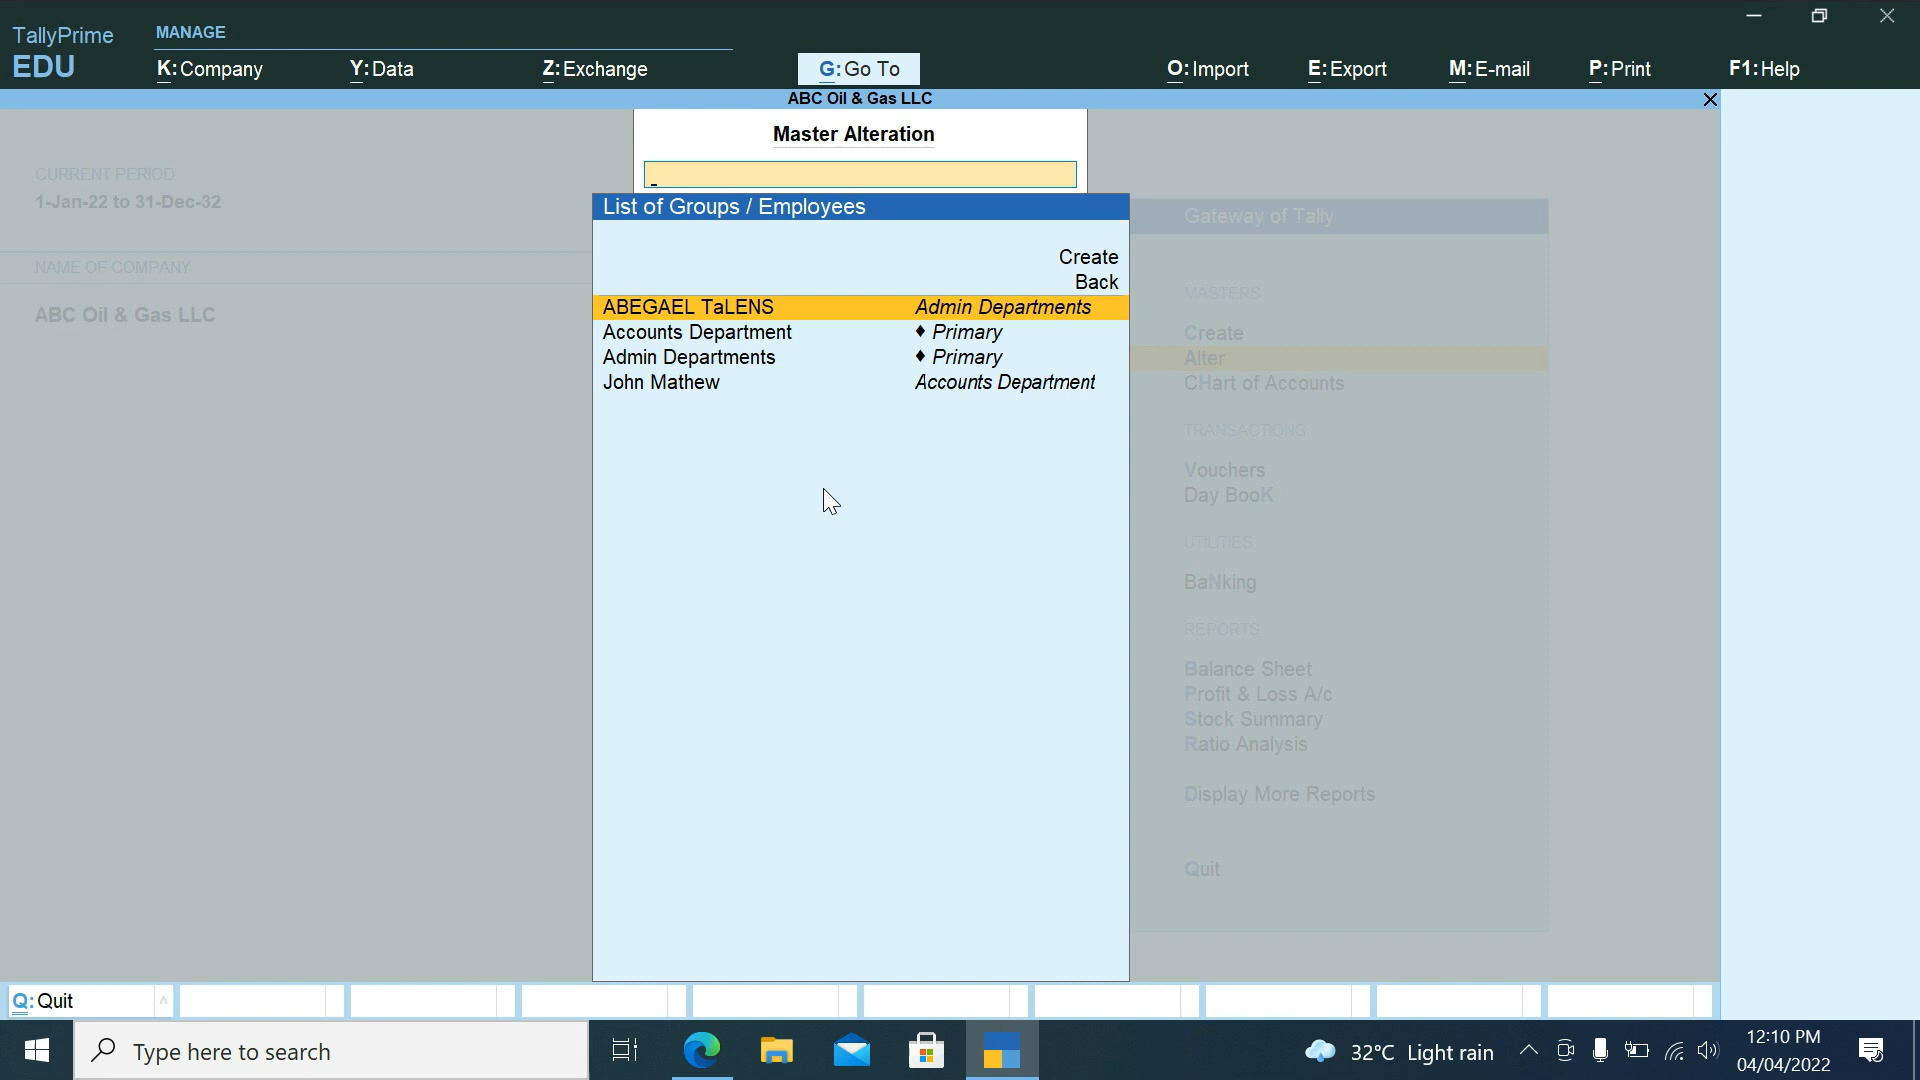 TallyPrime
EDU
MANAGE
K: Company
Y: Data
Z: Exchange
G: Go To
O: Import
E: Export
M: E-mail
P: Print
F1: Help
ABC Oil & Gas LLC
Master Alteration
List of Groups / Employees
Create
Back
ABEGAEL TaLENS Admin Departments
Accounts Department ♦ Primary
Admin Departments ♦ Primary
John Mathew Accounts Department
CURRENT PERIOD
1-Jan-22 to 31-Dec-32
NAME OF COMPANY
ABC Oil & Gas LLC
Gateway of Tally
MASTERS
Create
Alter
CHart of Accounts
TRANSACTIONS
Vouchers
Day BooK
UTILITIES
BaNking
REPORTS
Balance Sheet
Profit & Loss A/c
Stock Summary
Ratio Analysis
Display More Reports
Quit
Q: Quit
Type here to search
32°C Light rain
12:10 PM
04/04/2022